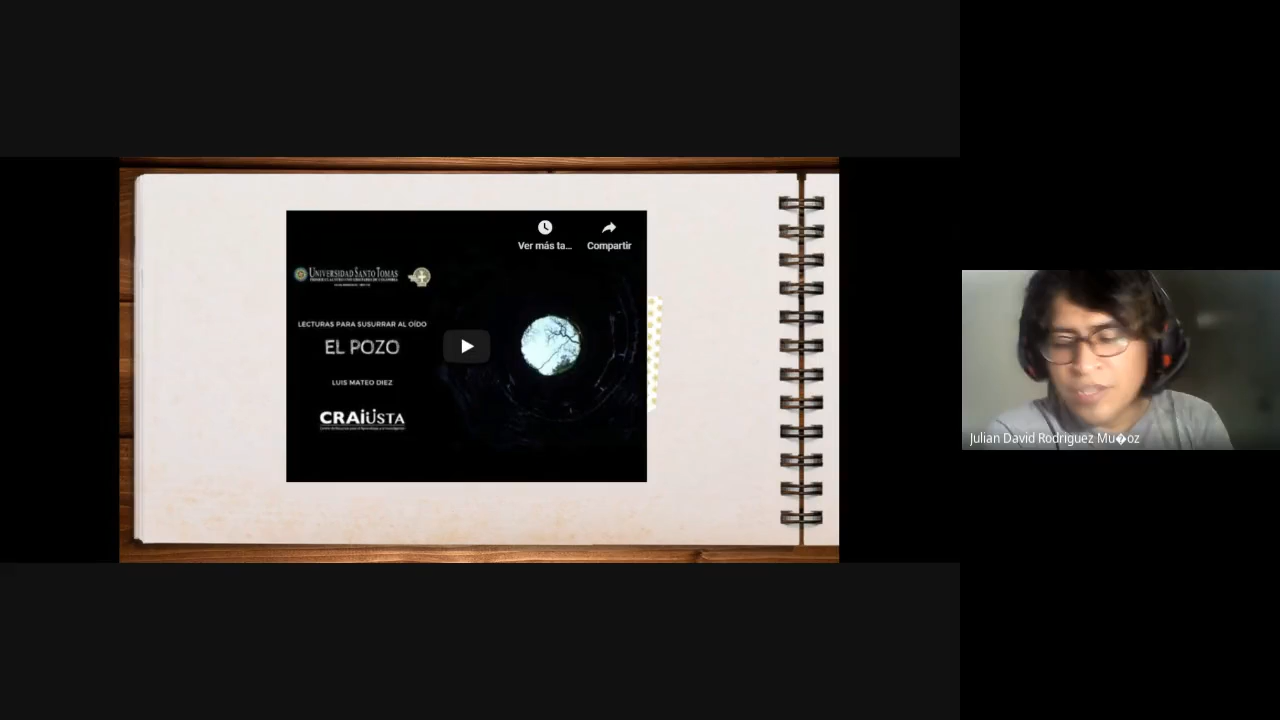 Ver más ta...
Compartir
UNIVERSIDAD SANTO TOMAS
LECTURAS PARA SUSURRAR AL OÍDO
EL POZO
LUIS MATEO DIEZ
CRAiUSTA
Julian David Rodriguez Mu�oz